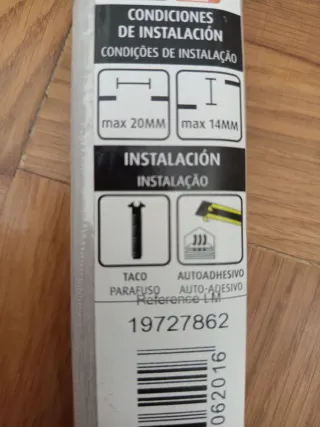 CONDICIONES
DE INSTALACIÓN
CONDIÇÕES DE INSTALAÇÃO
max 20MM
max 14MM
INSTALACIÓN
INSTALAÇÃO
TACO
PARAFUSO
AUTOADHESIVO
AUTO-ADESIVO
Reference LM
19727862
062016